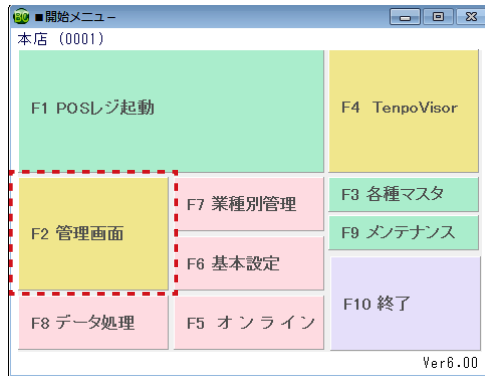 BO ■開始メニュー
本店 (0001)
F1 POSレジ起動
F4 TenpoVisor
F2 管理画面
F7 業種別管理
F3 各種マスタ
F9 メンテナンス
F6 基本設定
F8 データ処理
F5 オンライン
F10 終了
Ver6.00